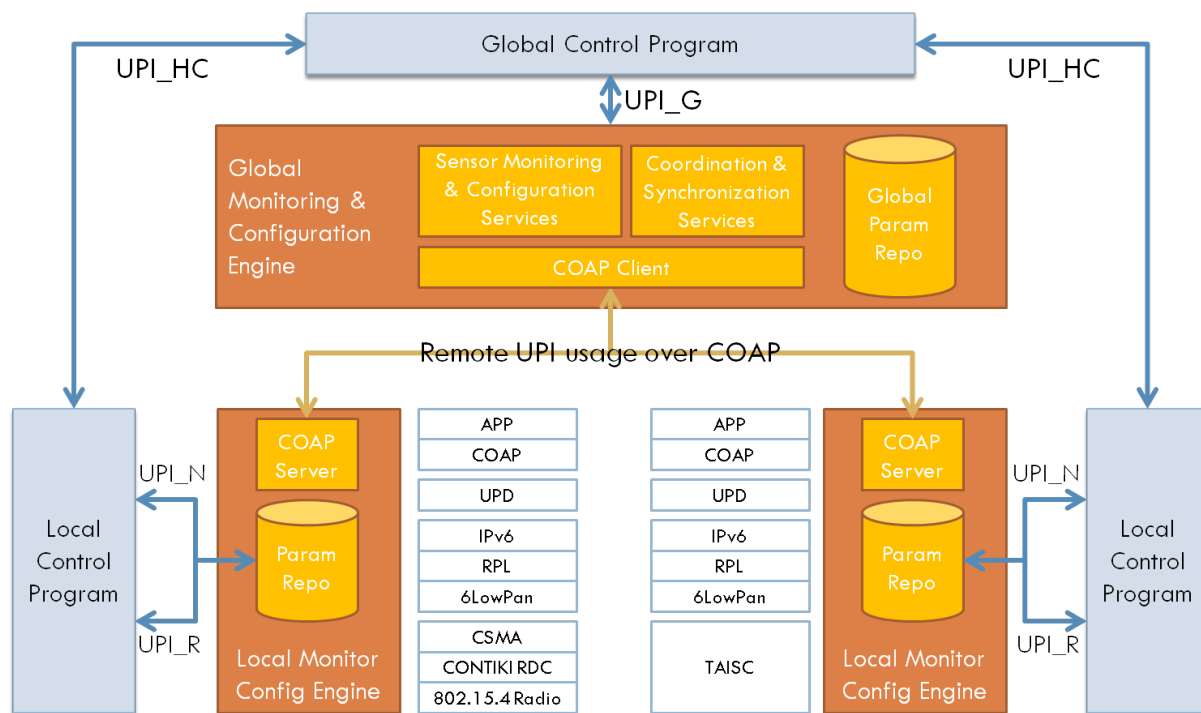 Global Control Program
UPI_HC
UPI_HC
UPI_G
Global
Monitoring &
Configuration
Engine
Sensor Monitoring
& Configuration
Services
Coordination &
Synchronization
Services
COAP Client
Global
Param
Repo
Remote UPI usage over COAP
Local
Control
Program
UPI_N
UPI_R
COAP
Server
Param
Repo
Local Monitor
Config Engine
APP
COAP
UPD
IPv6
RPL
6LowPan
CSMA
CONTIKI RDC
802.15.4 Radio
APP
COAP
UPD
IPv6
RPL
6LowPan
TAISC
COAP
Server
Param
Repo
Local Monitor
Config Engine
UPI_N
UPI_R
Local
Control
Program